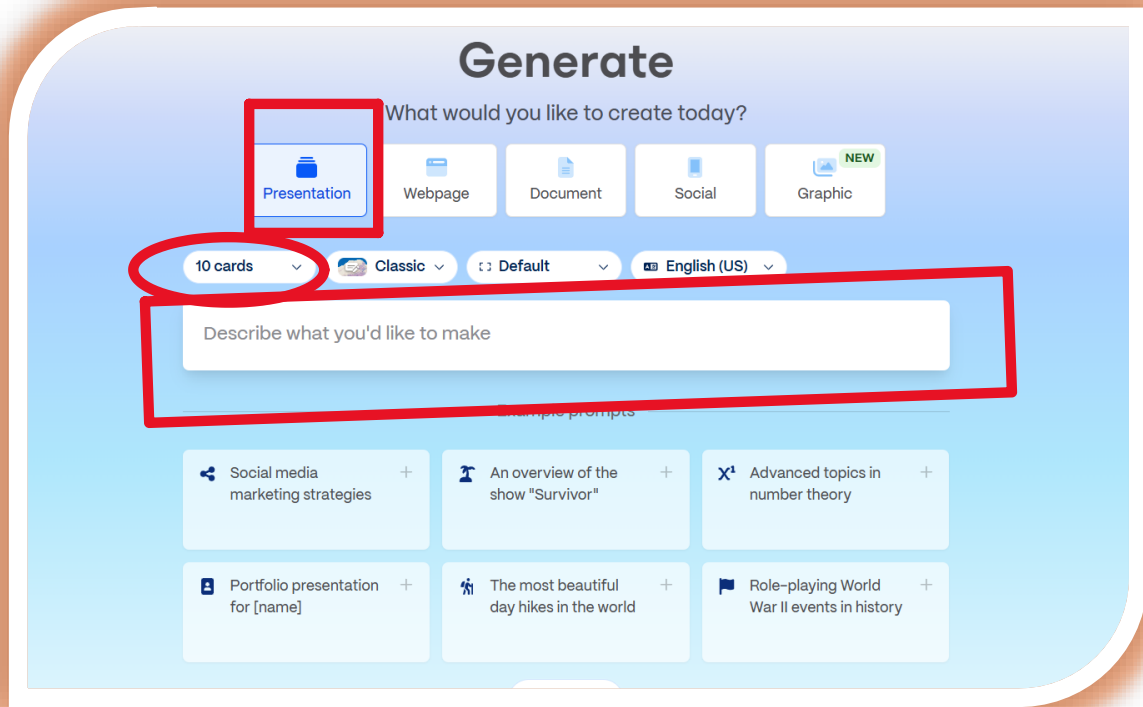 Generate
What would you like to create today?
Presentation
Webpage
Document
Social
NEW
Graphic
10 cards
Classic
Default
English (US)
Describe what you'd like to make
Example prompts
Social media
marketing strategies
An overview of the
show "Survivor"
X¹ Advanced topics in
number theory
Portfolio presentation
for [name]
The most beautiful
day hikes in the world
Role-playing World
War II events in history